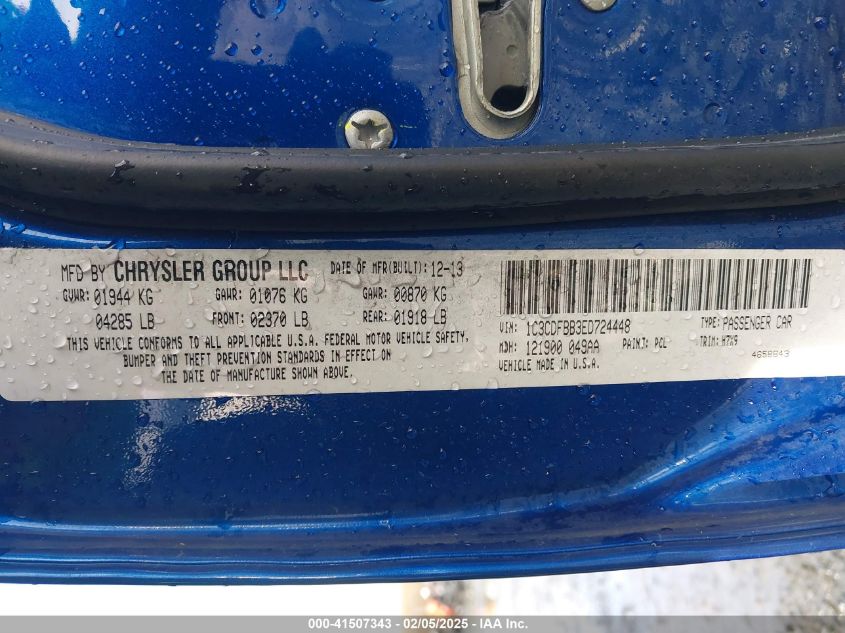 MFD BY CHRYSLER GROUP LLC DATE OF MFR(BUILT): 12-13
GVWR: 01944 KG GAWR: 01076 KG GAWR: 00870 KG
04285 LB FRONT: 02370 LB REAR: 01918 LB
THIS VEHICLE CONFORMS TO ALL APPLICABLE U.S.A. FEDERAL MOTOR VEHICLE SAFETY,
BUMPER AND THEFT PREVENTION STANDARDS IN EFFECT ON
THE DATE OF MANUFACTURE SHOWN ABOVE.
VIN: 1C3CDFBB3ED724448 TYPE: PASSENGER CAR
MDH: 121900 049AA PAINT: PCL TRIM: H7X9
VEHICLE MADE IN U.S.A. 4658843
000-41507343 - 02/05/2025 - IAA Inc.